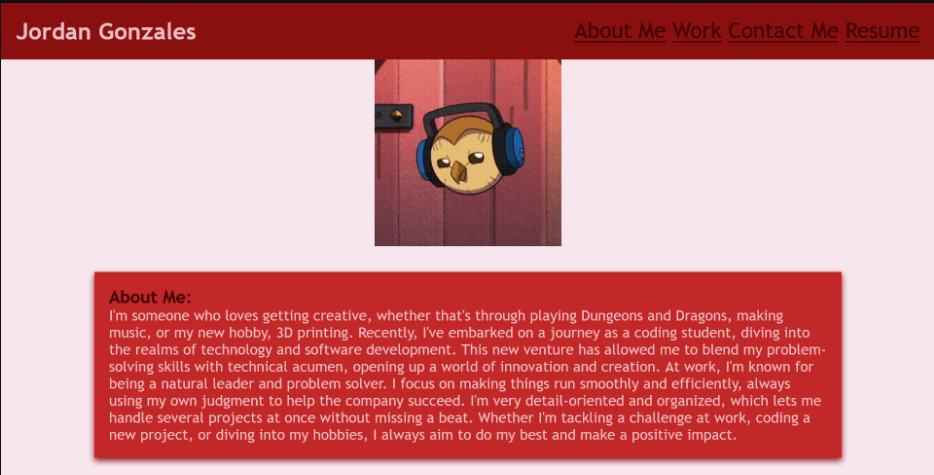 Jordan Gonzales
About Me Work Contact Me Resume
About Me:
I'm someone who loves getting creative, whether that's through playing Dungeons and Dragons, making
music, or my new hobby, 3D printing. Recently, I've embarked on a journey as a coding student, diving into
the realms of technology and software development. This new venture has allowed me to blend my problem-
solving skills with technical acumen, opening up a world of innovation and creation. At work, I'm known for
being a natural leader and problem solver. I focus on making things run smoothly and efficiently, always
using my own judgment to help the company succeed. I'm very detail-oriented and organized, which lets me
handle several projects at once without missing a beat. Whether I'm tackling a challenge at work, coding a
new project, or diving into my hobbies, I always aim to do my best and make a positive impact.